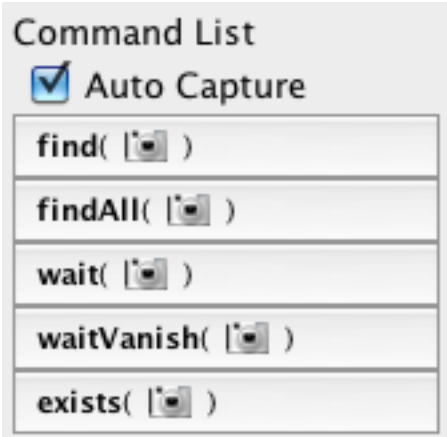 Command List
Auto Capture
find( )
findAll( )
wait( )
waitVanish( )
exists( )